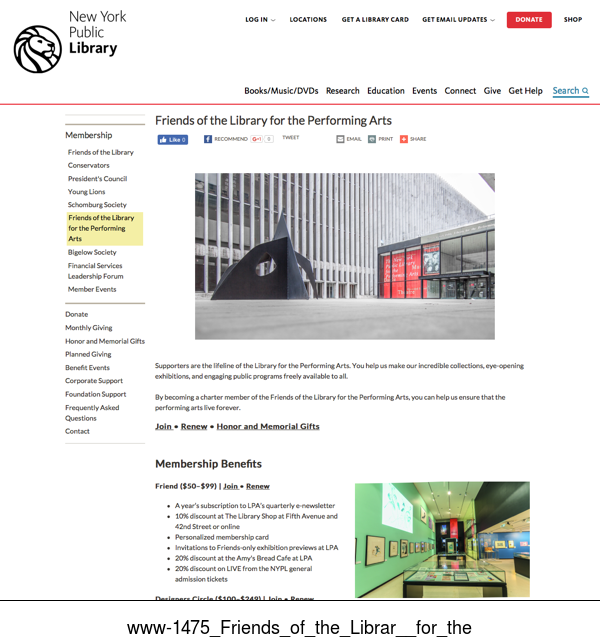 New York
Public
Library
LOG IN
LOCATIONS
GET A LIBRARY CARD
GET EMAIL UPDATES
DONATE
SHOP
Books/Music/DVDs Research Education Events Connect Give Get Help Search
Membership
Friends of the Library
Conservators
President's Council
Young Lions
Schomburg Society
Friends of the Library
for the Performing
Arts
Bigelow Society
Financial Services
Leadership Forum
Member Events
Donate
Monthly Giving
Honor and Memorial Gifts
Planned Giving
Benefit Events
Corporate Support
Foundation Support
Frequently Asked
Questions
Contact
Friends of the Library for the Performing Arts
Like 0
RECOMMEND
G+1 0
TWEET
EMAIL
PRINT
SHARE
Supporters are the lifeline of the Library for the Performing Arts. You help us make our incredible collections, eye-opening
exhibitions, and engaging public programs freely available to all.
By becoming a charter member of the Friends of the Library for the Performing Arts, you can help us ensure that the
performing arts live forever.
Join • Renew • Honor and Memorial Gifts
Membership Benefits
Friend ($50–$99) | Join • Renew
• A year's subscription to LPA's quarterly e-newsletter
• 10% discount at The Library Shop at Fifth Avenue and
42nd Street or online
• Personalized membership card
• Invitations to Friends-only exhibition previews at LPA
• 20% discount at the Amy's Bread Cafe at LPA
• 20% discount on LIVE from the NYPL general
admission tickets
Designers Circle ($100–$249) | Join • Renew
www-1475_Friends_of_the_Librar__for_the